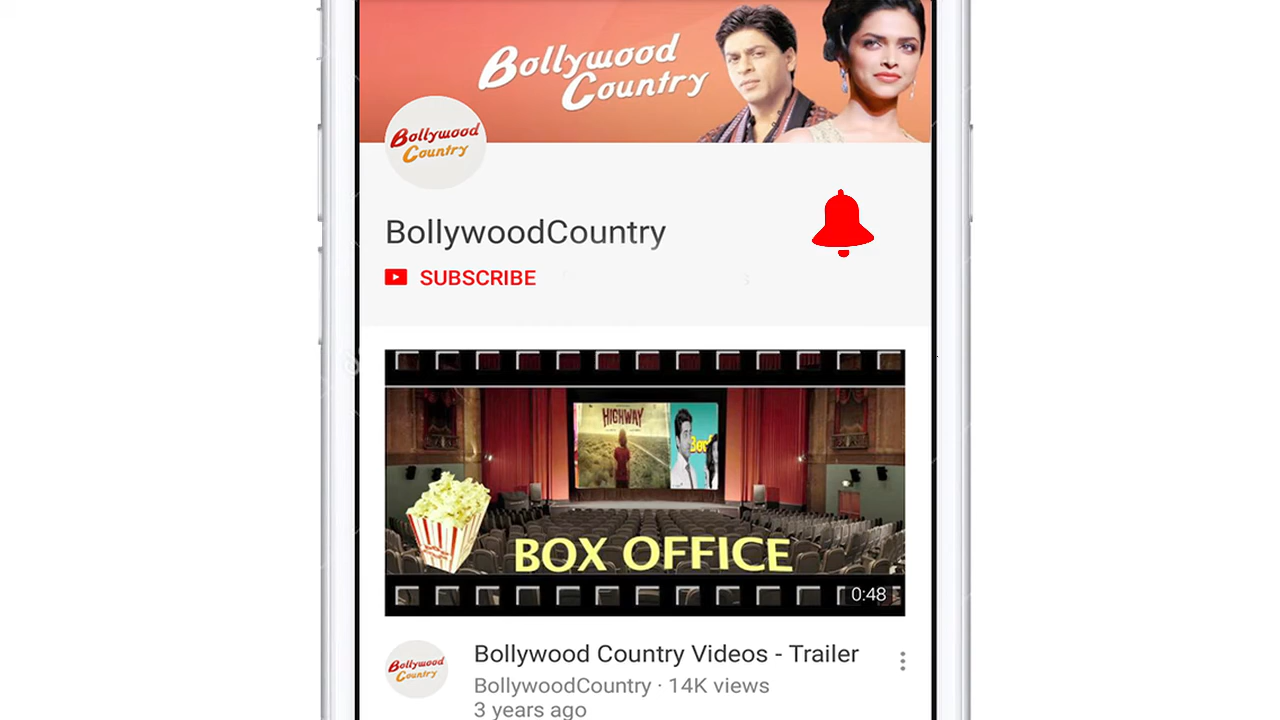 Bollywood
Country
Bollywood
Country
BollywoodCountry
SUBSCRIBE
HIGHWAY
BOX OFFICE
0:48
Bollywood
Country
Bollywood Country Videos - Trailer
BollywoodCountry · 14K views
3 years ago